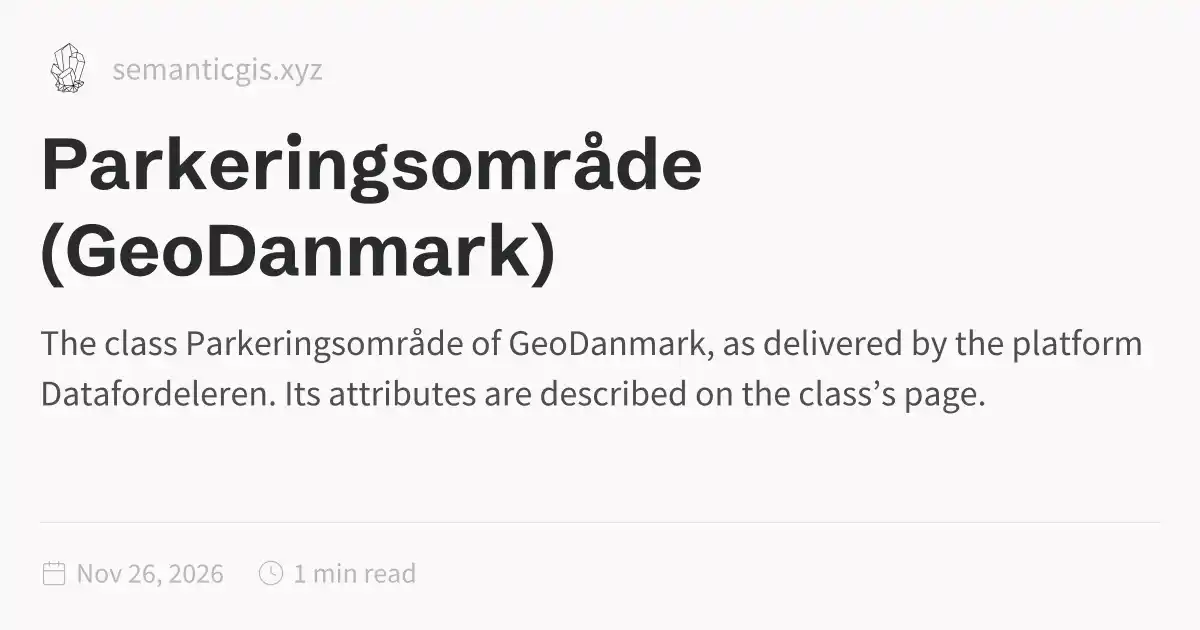 semanticgis.xyz
Parkeringsområde
(GeoDanmark)
The class Parkeringsområde of GeoDanmark, as delivered by the platform
Datafordeleren. Its attributes are described on the class’s page.
Nov 26, 2026 1 min read